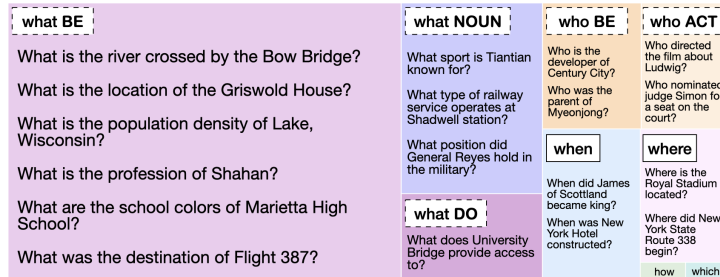 what BE
What is the river crossed by the Bow Bridge?
What is the location of the Griswold House?
What is the population density of Lake,
Wisconsin?
What is the profession of Shahan?
What are the school colors of Marietta High
School?
What was the destination of Flight 387?
what NOUN
What sport is Tiantian
known for?
What type of railway
service operates at
Shadwell station?
What position did
General Reyes hold in
the military?
what DO
What does University
Bridge provide access
to?
who BE
Who is the
developer of
Century City?
Who was the
parent of
Myeonjong?
who ACT
Who directed
the film about
Ludwig?
Who nominated
judge Simon fo
a seat on the
court?
when
When did James
of Scottland
became king?
When was New
York Hotel
constructed?
where
Where is the
Royal Stadium
located?
Where did New
York State
Route 338
begin?
how
which